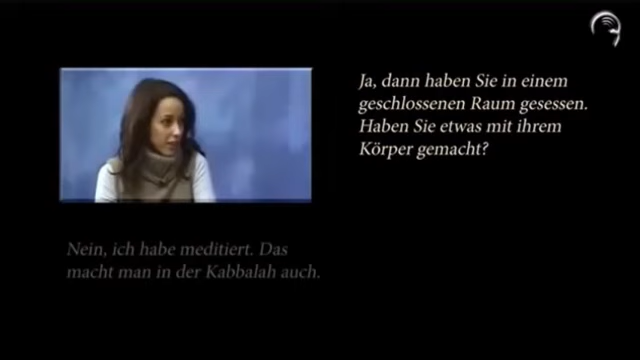 Ja, dann haben Sie in einem
geschlossenen Raum gesessen.
Haben Sie etwas mit ihrem
Körper gemacht?
Nein, ich habe meditiert. Das
macht man in der Kabbalah auch.